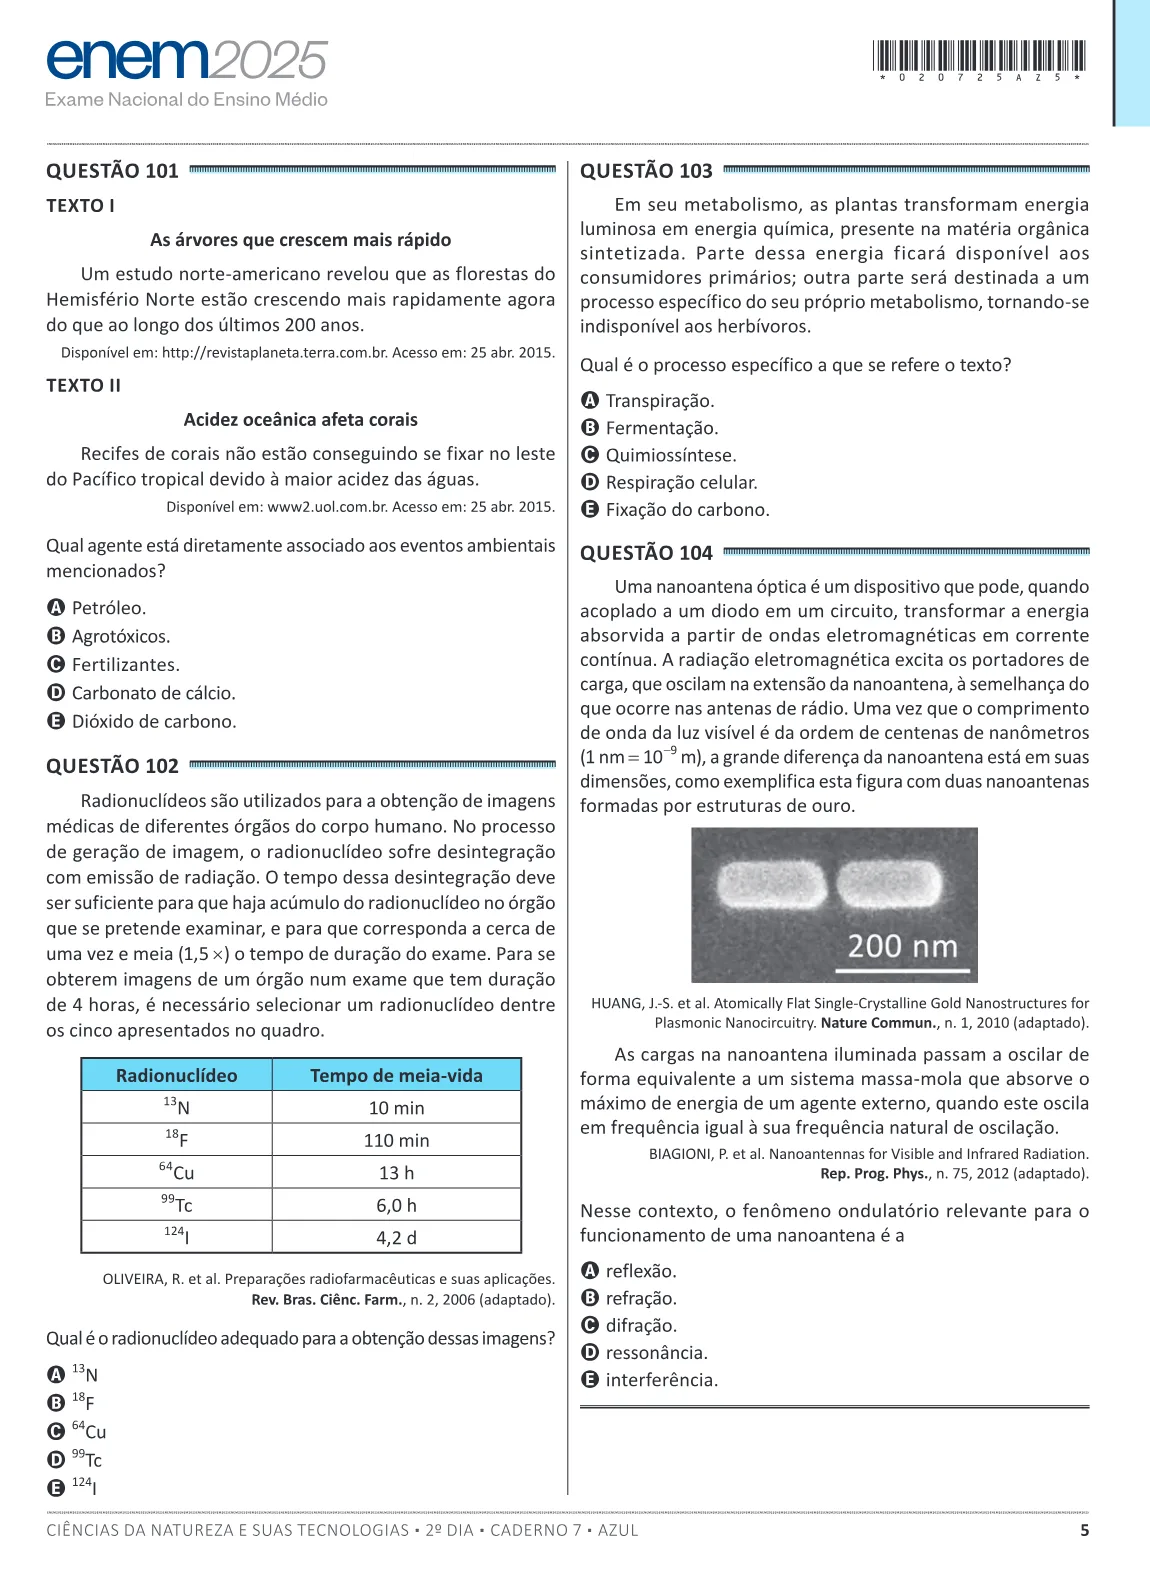 enem2025
Exame Nacional do Ensino Médio
*020725AZ5*
QUESTÃO 101
TEXTO I
As árvores que crescem mais rápido
Um estudo norte-americano revelou que as florestas do
Hemisfério Norte estão crescendo mais rapidamente agora
do que ao longo dos últimos 200 anos.
Disponível em: http://revistaplaneta.terra.com.br. Acesso em: 25 abr. 2015.
TEXTO II
Acidez oceânica afeta corais
Recifes de corais não estão conseguindo se fixar no leste
do Pacífico tropical devido à maior acidez das águas.
Disponível em: www2.uol.com.br. Acesso em: 25 abr. 2015.
Qual agente está diretamente associado aos eventos ambientais
mencionados?
A Petróleo.
B Agrotóxicos.
C Fertilizantes.
D Carbonato de cálcio.
E Dióxido de carbono.
QUESTÃO 102
Radionuclídeos são utilizados para a obtenção de imagens
médicas de diferentes órgãos do corpo humano. No processo
de geração de imagem, o radionuclídeo sofre desintegração
com emissão de radiação. O tempo dessa desintegração deve
ser suficiente para que haja acúmulo do radionuclídeo no órgão
que se pretende examinar, e para que corresponda a cerca de
uma vez e meia (1,5 ×) o tempo de duração do exame. Para se
obterem imagens de um órgão num exame que tem duração
de 4 horas, é necessário selecionar um radionuclídeo dentre
os cinco apresentados no quadro.
Radionuclídeo Tempo de meia-vida
¹³N 10 min
¹⁸F 110 min
⁶⁴Cu 13 h
⁹⁹Tc 6,0 h
¹²⁴I 4,2 d
OLIVEIRA, R. et al. Preparações radiofarmacêuticas e suas aplicações.
Rev. Bras. Ciênc. Farm., n. 2, 2006 (adaptado).
Qual é o radionuclídeo adequado para a obtenção dessas imagens?
A ¹³N
B ¹⁸F
C ⁶⁴Cu
D ⁹⁹Tc
E ¹²⁴I
QUESTÃO 103
Em seu metabolismo, as plantas transformam energia
luminosa em energia química, presente na matéria orgânica
sintetizada. Parte dessa energia ficará disponível aos
consumidores primários; outra parte será destinada a um
processo específico do seu próprio metabolismo, tornando-se
indisponível aos herbívoros.
Qual é o processo específico a que se refere o texto?
A Transpiração.
B Fermentação.
C Quimiossíntese.
D Respiração celular.
E Fixação do carbono.
QUESTÃO 104
Uma nanoantena óptica é um dispositivo que pode, quando
acoplado a um diodo em um circuito, transformar a energia
absorvida a partir de ondas eletromagnéticas em corrente
contínua. A radiação eletromagnética excita os portadores de
carga, que oscilam na extensão da nanoantena, à semelhança do
que ocorre nas antenas de rádio. Uma vez que o comprimento
de onda da luz visível é da ordem de centenas de nanômetros
(1 nm = 10⁻⁹ m), a grande diferença da nanoantena está em suas
dimensões, como exemplifica esta figura com duas nanoantenas
formadas por estruturas de ouro.
200 nm
HUANG, J.-S. et al. Atomically Flat Single-Crystalline Gold Nanostructures for
Plasmonic Nanocircuitry. Nature Commun., n. 1, 2010 (adaptado).
As cargas na nanoantena iluminada passam a oscilar de
forma equivalente a um sistema massa-mola que absorve o
máximo de energia de um agente externo, quando este oscila
em frequência igual à sua frequência natural de oscilação.
BIAGIONI, P. et al. Nanoantennas for Visible and Infrared Radiation.
Rep. Prog. Phys., n. 75, 2012 (adaptado).
Nesse contexto, o fenômeno ondulatório relevante para o
funcionamento de uma nanoantena é a
A reflexão.
B refração.
C difração.
D ressonância.
E interferência.
CIÊNCIAS DA NATUREZA E SUAS TECNOLOGIAS • 2º DIA • CADERNO 7 • AZUL 5